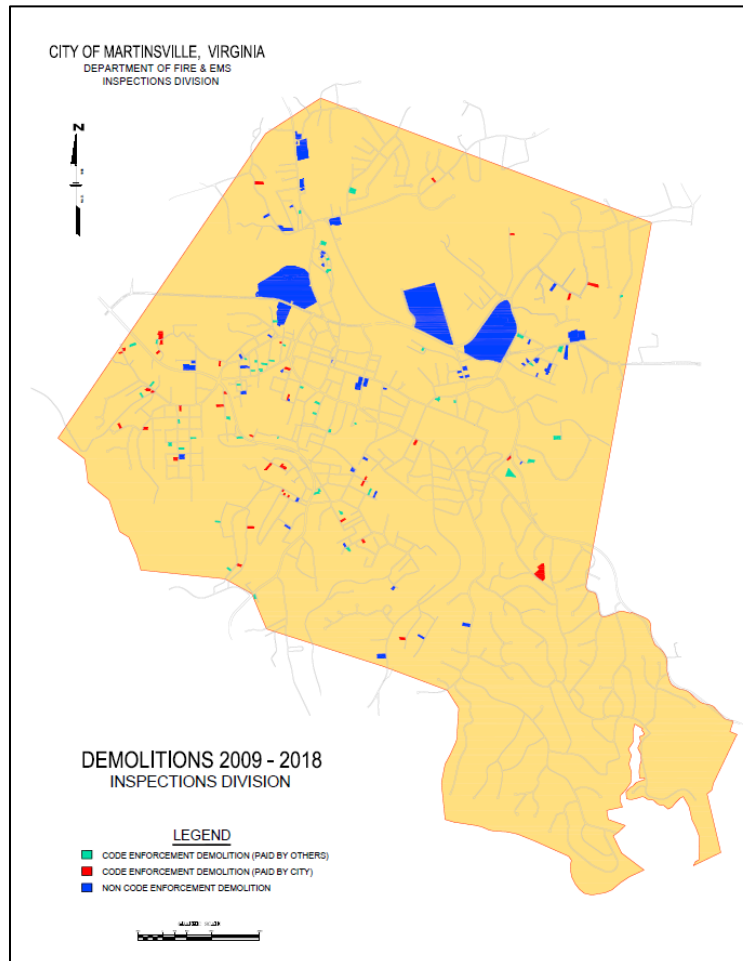 CITY OF MARTINSVILLE, VIRGINIA
DEPARTMENT OF FIRE & EMS
INSPECTIONS DIVISION
N
DEMOLITIONS 2009 - 2018
INSPECTIONS DIVISION
LEGEND
CODE ENFORCEMENT DEMOLITION (PAID BY OTHERS)
CODE ENFORCEMENT DEMOLITION (PAID BY CITY)
NON CODE ENFORCEMENT DEMOLITION